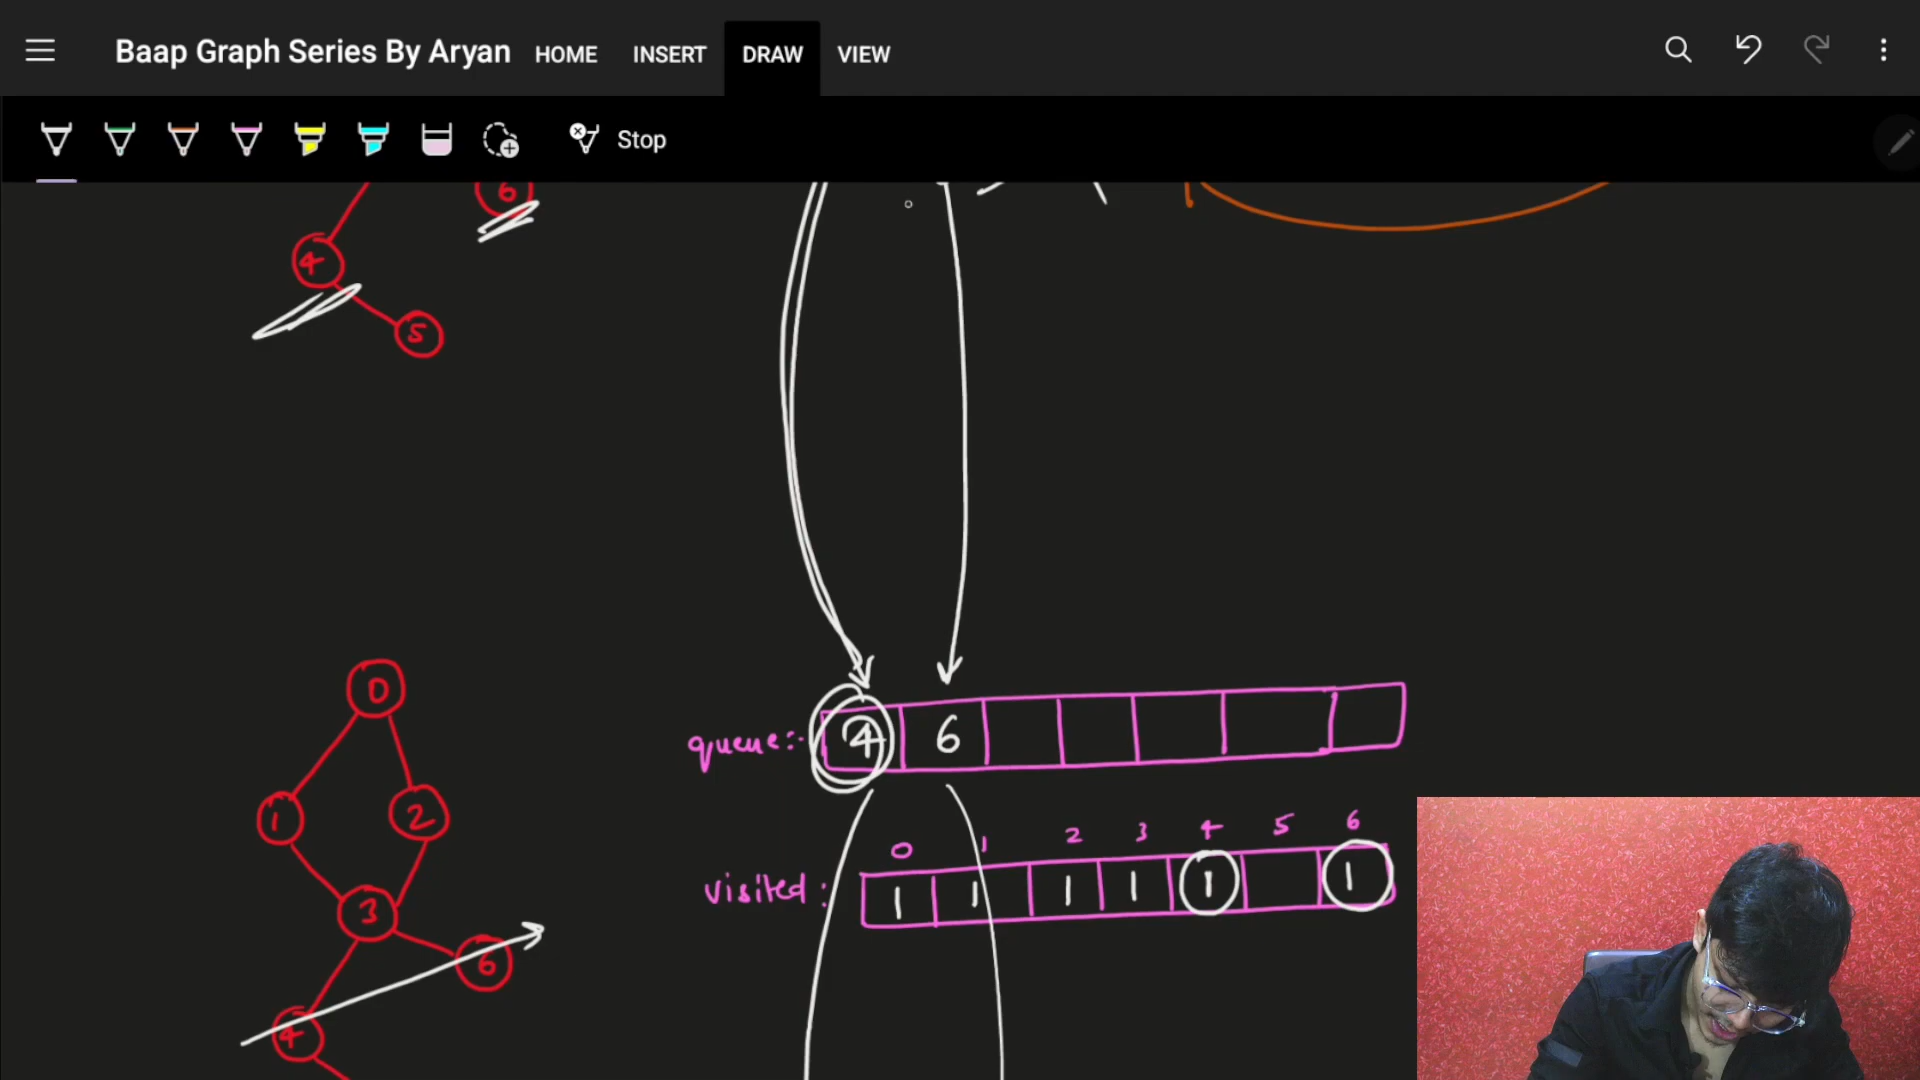 Baap Graph Series By Aryan HOME INSERT DRAW VIEW
Stop
6
4
5
0
1 2
3
6
4
queue:- 4 6
0 1 2 3 4 5 6
visited: 1 1 1 1 1 1